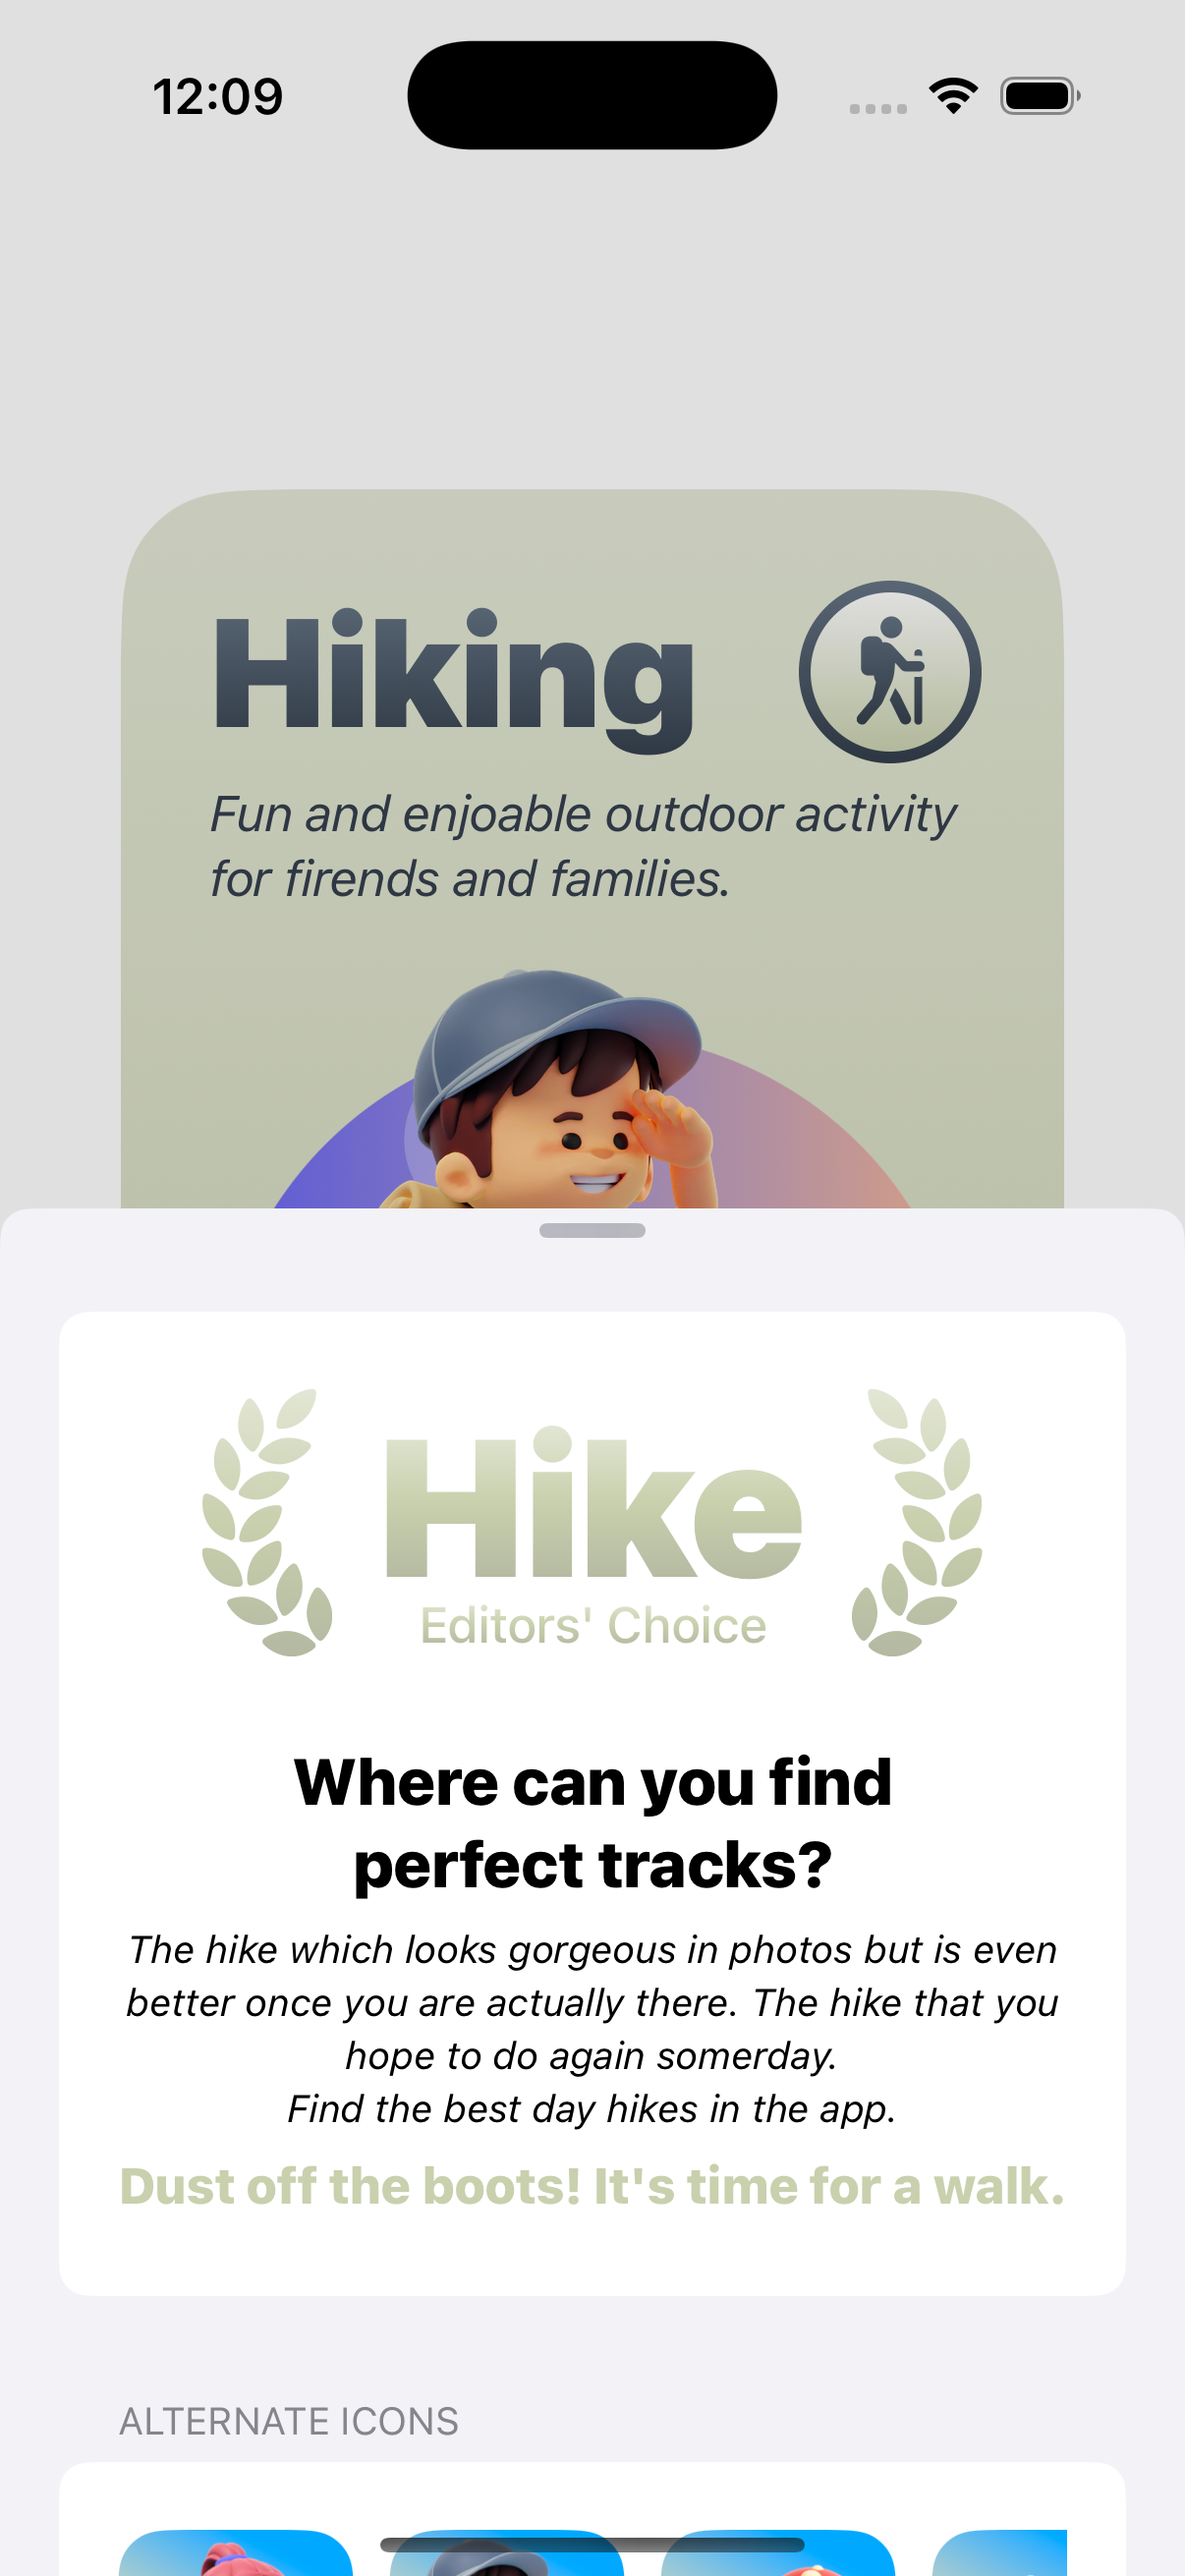 12:09
Hiking
Fun and enjoable outdoor activity
for firends and families.
Hike
Editors' Choice
Where can you find
perfect tracks?
The hike which looks gorgeous in photos but is even
better once you are actually there. The hike that you
hope to do again somerday.
Find the best day hikes in the app.
Dust off the boots! It's time for a walk.
ALTERNATE ICONS